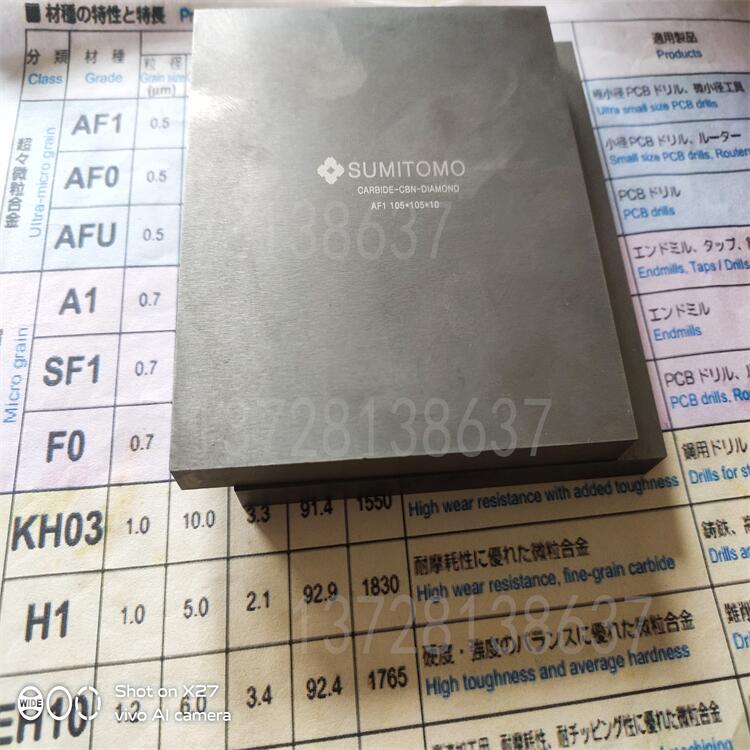 ■ 材種の特性と特長
分類 材種 粒径 適用製品
Class Grade Grain size (μm) Products
AF1 0.5 極小径PCBドリル、微小径工具
Ultra small size PCB drills
AF0 0.5 小径PCBドリル、ルーター
Small size PCB drills, Router
AFU 0.5 PCBドリル
PCB drills
超々微粒合金
Ultra-micro grain
A1 0.7 エンドミル、タップ、
Endmills, Taps / Drills
SF1 0.7 エンドミル
Endmills
F0 0.7 PCBドリル、
PCB drills, Rou
Micro grain
SUMITOMO
CARBIDE-CBN-DIAMOND
AF1 105*105*10
13728138637
13728138637
KH03 1.0 10.0 3.3 91.4 1550 High wear resistance with added toughness
鋼用ドリル
Drills for st
H1 1.0 5.0 2.1 92.9 1830 耐摩耗性に優れた微粒合金
High wear resistance, fine-grain carbide
鋳鉄、
Drills a
13728138637
EH10 1.2 6.0 3.4 92.4 1765 硬度・強度のバランスに優れた微粒合金
High toughness and average hardness
難削
Dr
耐摩耗性、耐チッピング性に優れた微粒
WIDE
Shot on X27
vivo AI camera